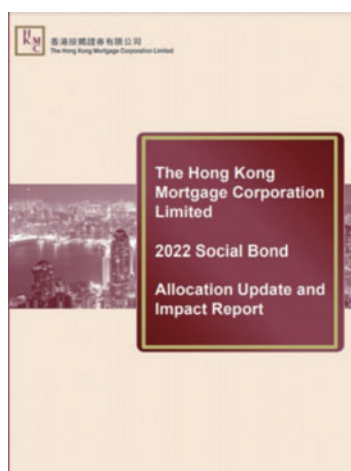 HKMC
香港按揭證券有限公司
The Hong Kong Mortgage Corporation Limited
The Hong Kong
Mortgage Corporation
Limited
2022 Social Bond
Allocation Update and
Impact Report